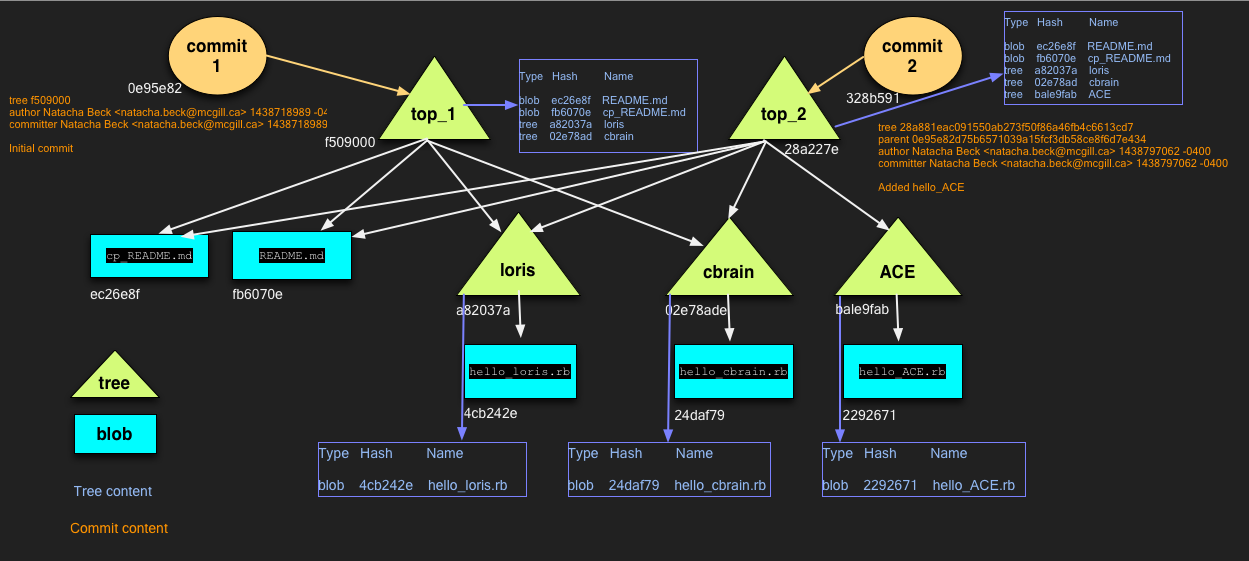 commit
1
0e95e82
tree f509000
author Natacha Beck <natacha.beck@mcgill.ca> 1438718989 -04
committer Natacha Beck <natacha.beck@mcgill.ca> 1438718989
Initial commit
top_1
f509000
Type Hash Name
blob ec26e8f README.md
blob fb6070e cp_README.md
tree a82037a loris
tree 02e78ad cbrain
top_2
28a227e
commit
2
328b591
Type Hash Name
blob ec26e8f README.md
blob fb6070e cp_README.md
tree a82037a loris
tree 02e78ad cbrain
tree bale9fab ACE
tree 28a881eac091550ab273f50f86a46fb4c6613cd7
parent 0e95e82d75b6571039a15fcf3db58ce8f6d7e434
author Natacha Beck <natacha.beck@mcgill.ca> 1438797062 -0400
committer Natacha Beck <natacha.beck@mcgill.ca> 1438797062 -0400
Added hello_ACE
cp_README.md
ec26e8f
README.md
fb6070e
loris
a82037a
cbrain
02e78ade
ACE
bale9fab
hello_loris.rb
4cb242e
hello_cbrain.rb
24daf79
hello_ACE.rb
2292671
tree
blob
Tree content
Commit content
Type Hash Name
blob 4cb242e hello_loris.rb
Type Hash Name
blob 24daf79 hello_cbrain.rb
Type Hash Name
blob 2292671 hello_ACE.rb